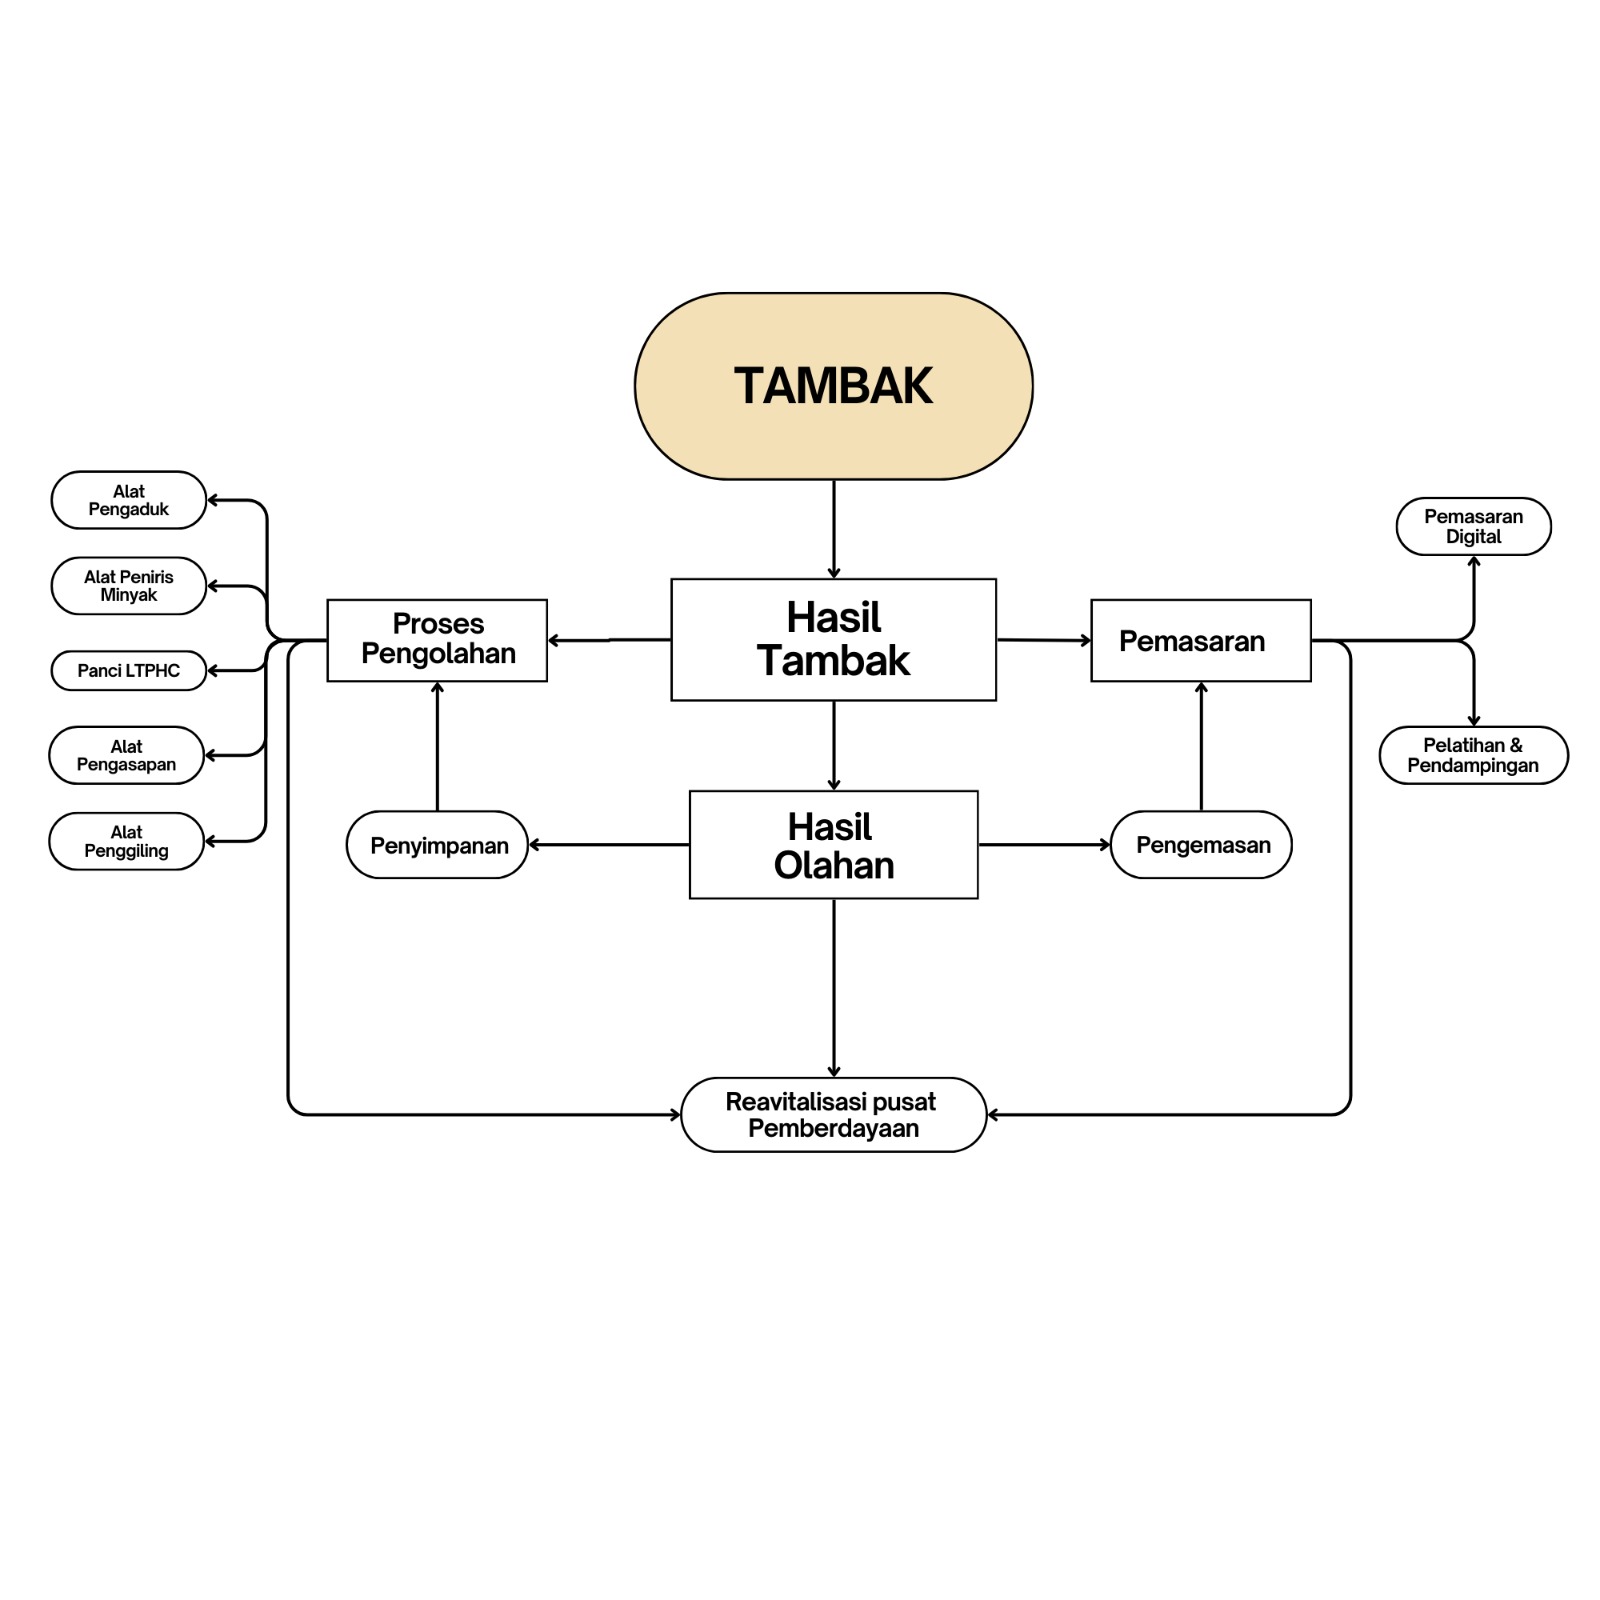 TAMBAK
Alat
Pengaduk
Pemasaran
Digital
Alat Peniris
Minyak
Proses
Pengolahan
Hasil
Tambak
Pemasaran
Panci LTPHC
Alat
Pengasapan
Pelatihan &
Pendampingan
Alat
Penggiling
Penyimpanan
Hasil
Olahan
Pengemasan
Reavitalisasi pusat
Pemberdayaan